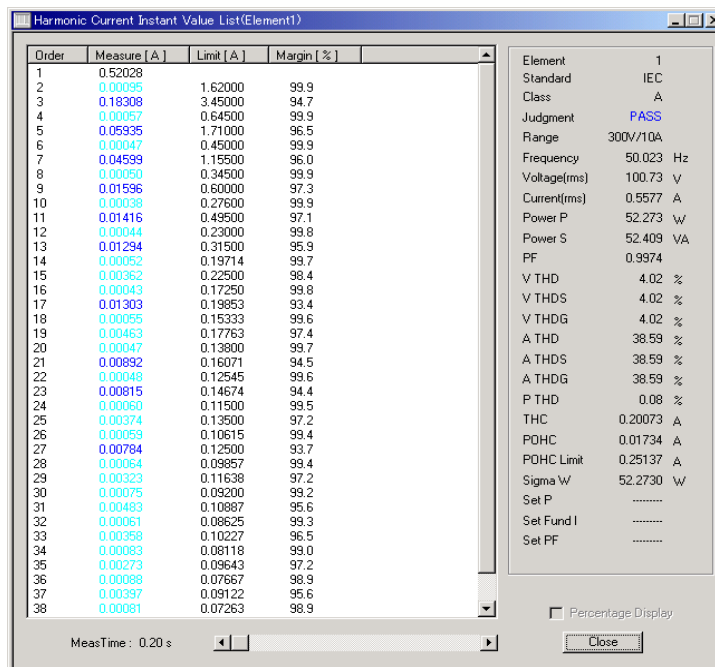 Harmonic Current Instant Value List(Element1)
Order Measure [ A ] Limit [ A ] Margin [ % ]
1 0.52028
2 0.00095 1.62000 99.9
3 0.18308 3.45000 94.7
4 0.00057 0.64500 99.9
5 0.05935 1.71000 96.5
6 0.00047 0.45000 99.9
7 0.04599 1.15500 96.0
8 0.00050 0.34500 99.9
9 0.01596 0.60000 97.3
10 0.00038 0.27600 99.9
11 0.01416 0.49500 97.1
12 0.00044 0.23000 99.8
13 0.01294 0.31500 95.9
14 0.00052 0.19714 99.7
15 0.00362 0.22500 98.4
16 0.00043 0.17250 99.8
17 0.01303 0.19853 93.4
18 0.00055 0.15333 99.6
19 0.00463 0.17763 97.4
20 0.00047 0.13800 99.7
21 0.00892 0.16071 94.5
22 0.00048 0.12545 99.6
23 0.00815 0.14674 94.4
24 0.00060 0.11500 99.5
25 0.00374 0.13500 97.2
26 0.00059 0.10615 99.4
27 0.00784 0.12500 93.7
28 0.00064 0.09857 99.4
29 0.00323 0.11638 97.2
30 0.00075 0.09200 99.2
31 0.00483 0.10887 95.6
32 0.00061 0.08625 99.3
33 0.00358 0.10227 96.5
34 0.00083 0.08118 99.0
35 0.00273 0.09643 97.2
36 0.00088 0.07667 98.9
37 0.00397 0.09122 95.6
38 0.00081 0.07263 98.9
MeasTime : 0.20 s
Element 1
Standard IEC
Class A
Judgment PASS
Range 300V/10A
Frequency 50.023 Hz
Voltage(rms) 100.73 V
Current(rms) 0.5577 A
Power P 52.273 W
Power S 52.409 VA
PF 0.9974
V THD 4.02 %
V THDS 4.02 %
V THDG 4.02 %
A THD 38.59 %
A THDS 38.59 %
A THDG 38.59 %
P THD 0.08 %
THC 0.20073 A
POHC 0.01734 A
POHC Limit 0.25137 A
Sigma W 52.2730 W
Set P ---------
Set Fund I ---------
Set PF ---------
Percentage Display
Close